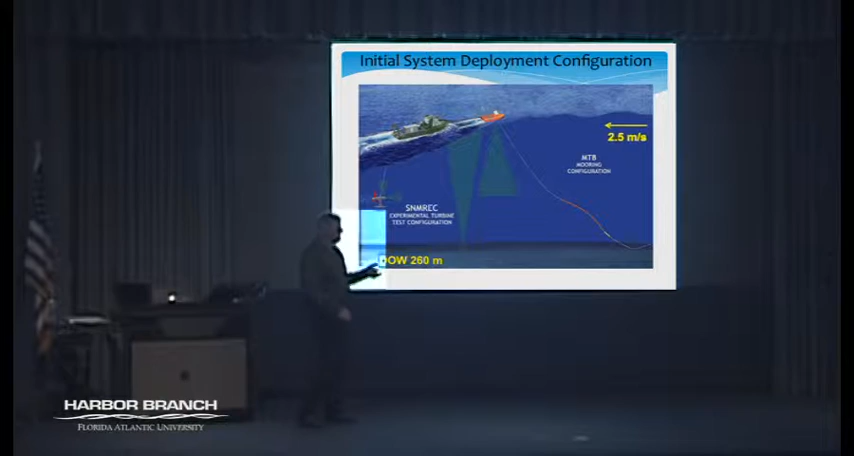 Initial System Deployment Configuration
2.5 m/s
MTB
MOORING
CONFIGURATION
SNMREC
EXPERIMENTAL TURBINE
TEST CONFIGURATION
DOW 260 m
HARBOR BRANCH
FLORIDA ATLANTIC UNIVERSITY